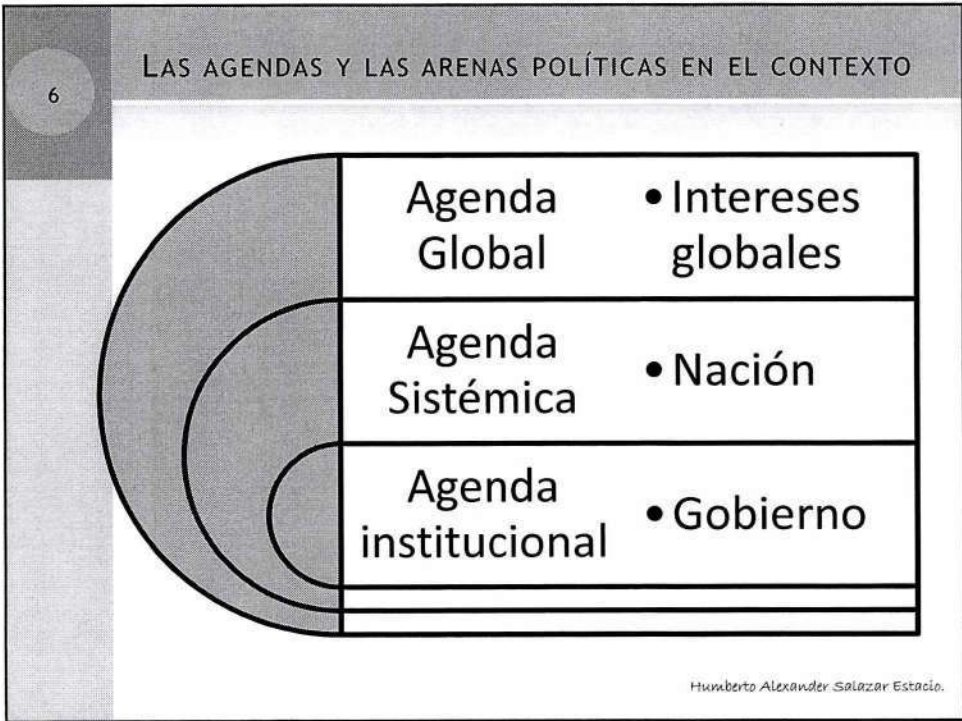 6
LAS AGENDAS Y LAS ARENAS POLÍTICAS EN EL CONTEXTO
Agenda
Global
• Intereses
globales
Agenda
Sistémica
• Nación
Agenda
institucional
• Gobierno
Humberto Alexander Salazar Estacio.